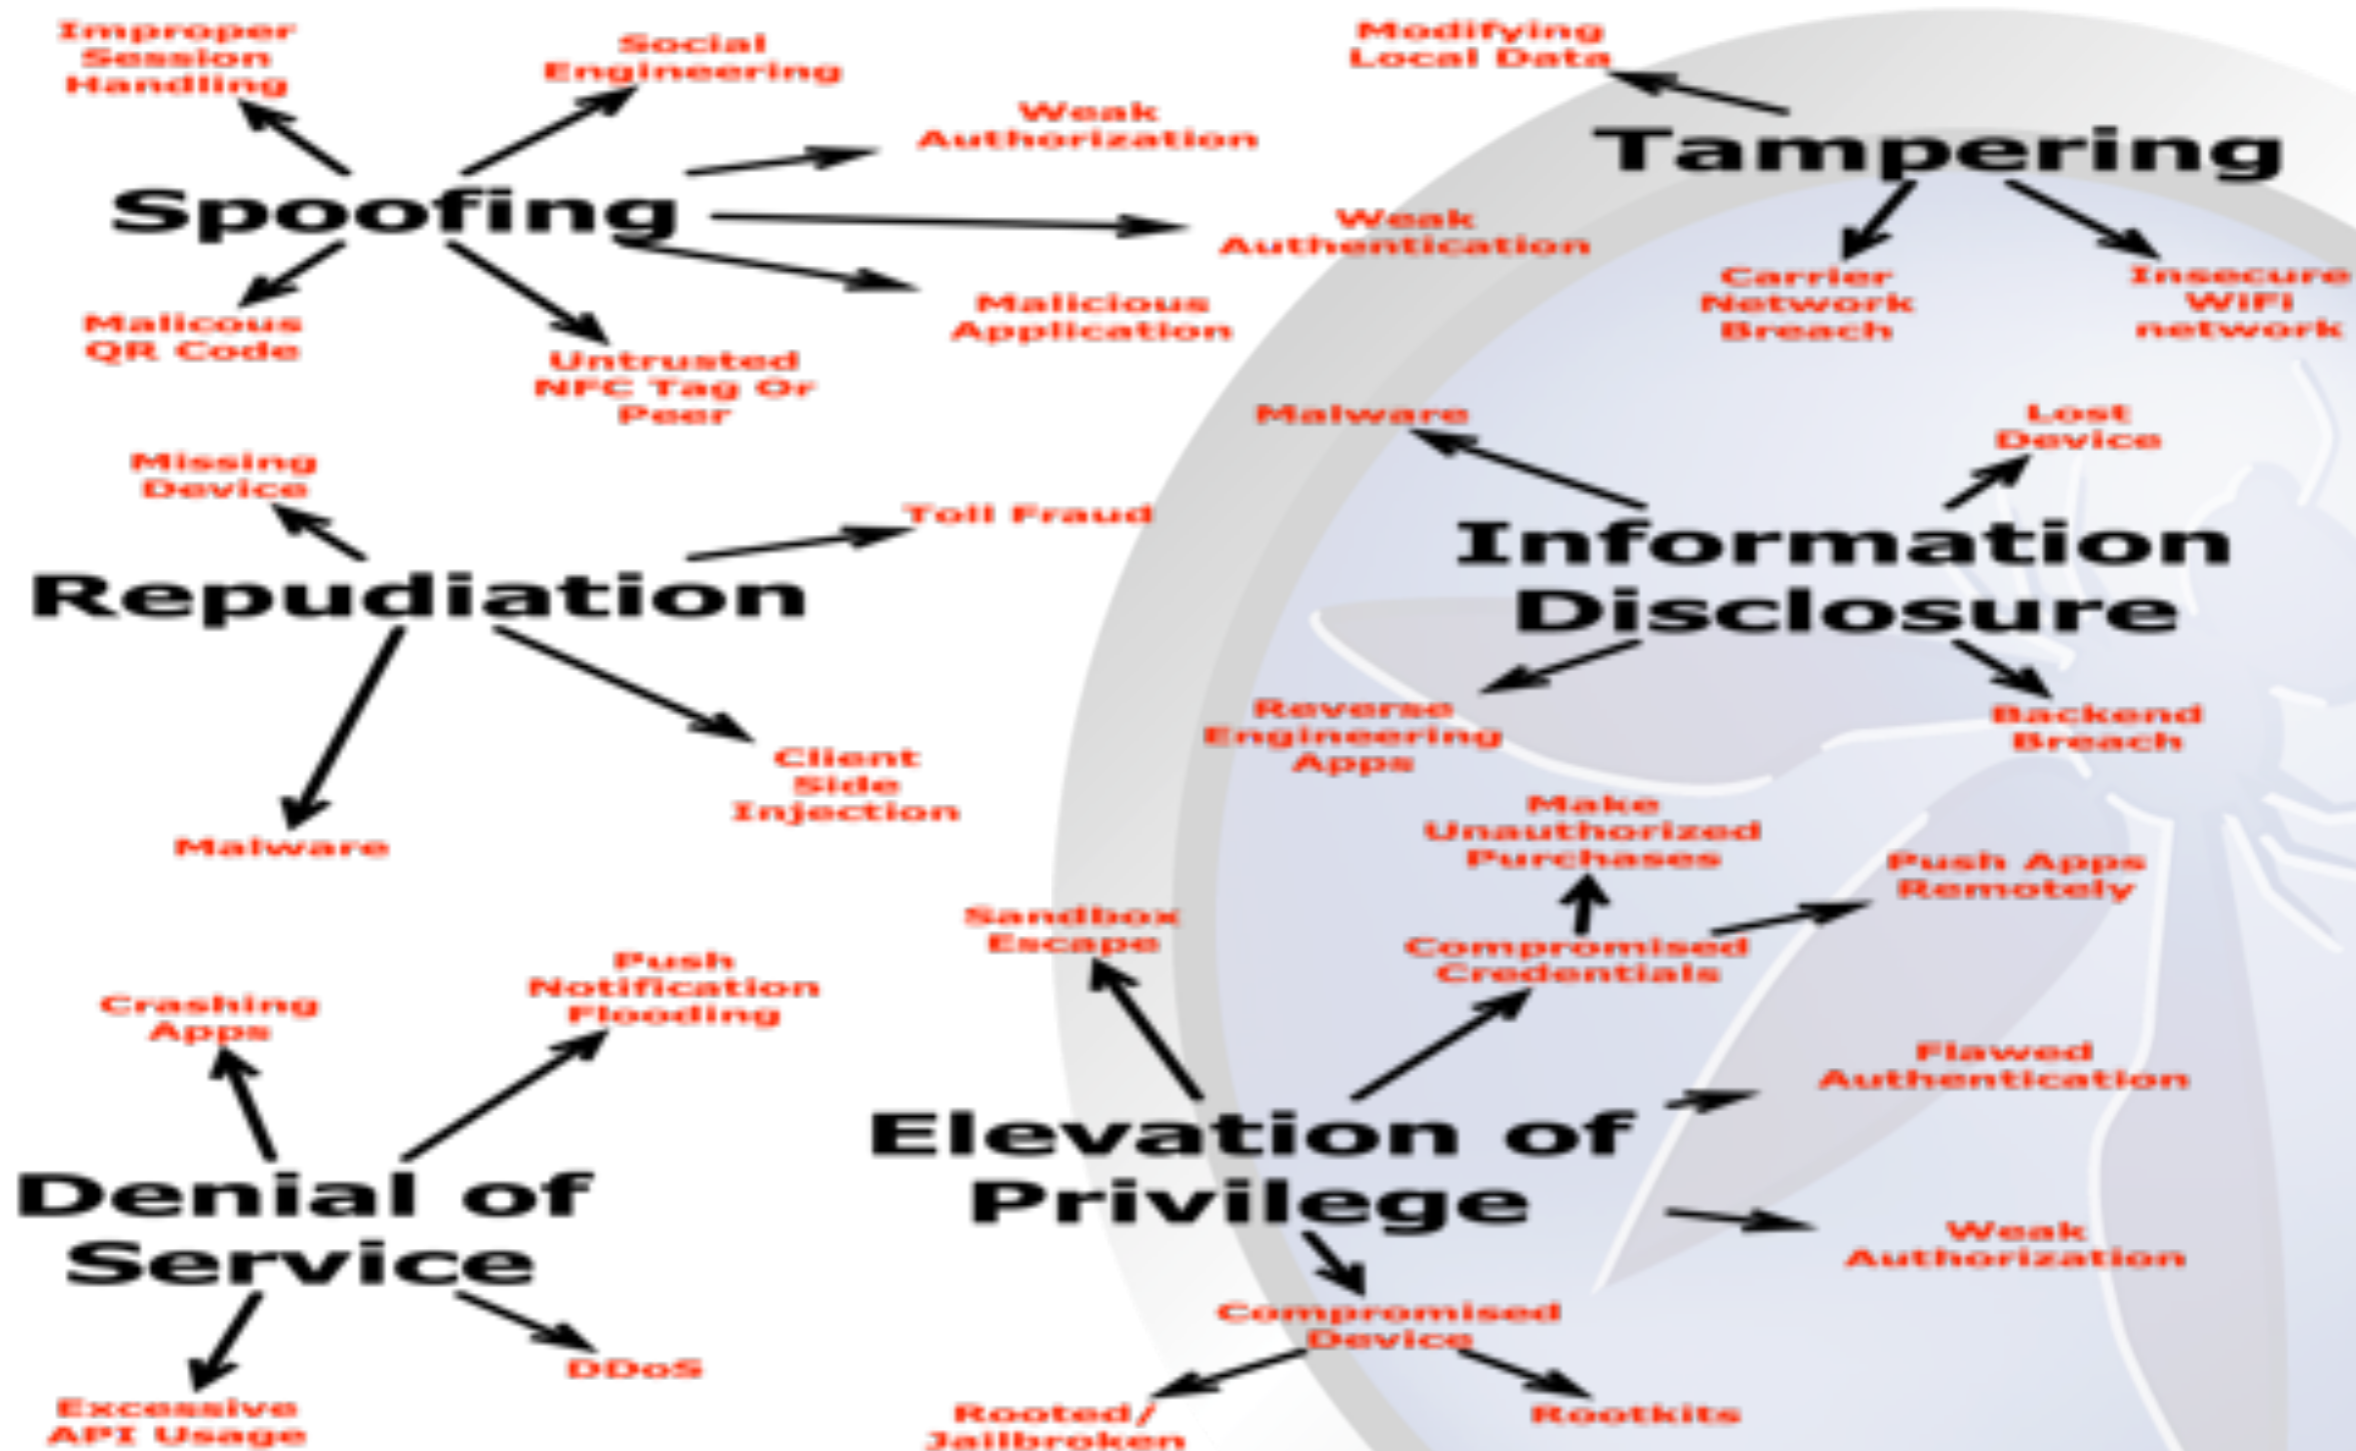 Improper
Session
Handling
Social
Engineering
Weak
Authorization
Spoofing
Weak
Authentication
Malicious
Application
Malicous
QR Code
Untrusted
NFC Tag Or
Peer
Modifying
Local Data
Tampering
Carrier
Network
Breach
Insecure
WiFi
network
Missing
Device
Toll Fraud
Repudiation
Client
Side
Injection
Malware
Malware
Lost
Device
Information
Disclosure
Reverse
Engineering
Apps
Backend
Breach
Crashing
Apps
Push
Notification
Flooding
Denial of
Service
DDoS
Excessive
API Usage
Make
Unauthorized
Purchases
Push Apps
Remotely
Sandbox
Escape
Compromised
Credentials
Flawed
Authentication
Elevation of
Privilege
Weak
Authorization
Compromised
Device
Rooted/
Jailbroken
Rootkits